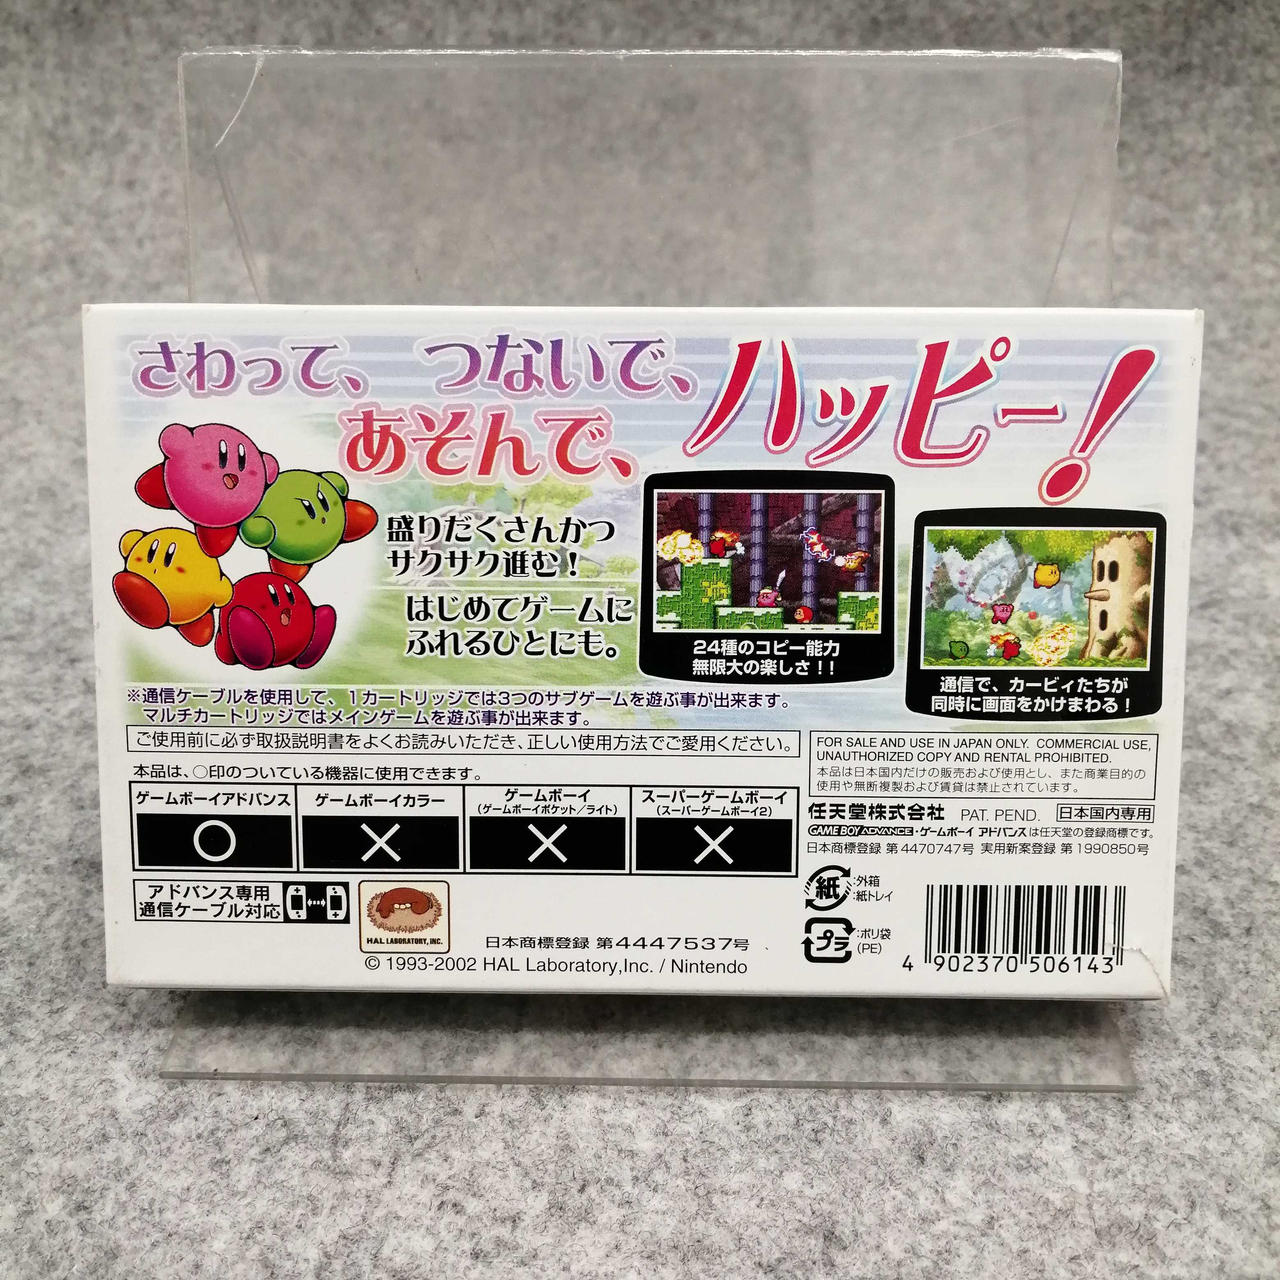 さわって、つないで、
あそんで、
ハッピー!
盛りだくさんかつ
サクサク進む!
はじめてゲームに
ふれるひとにも。
24種のコピー能力
無限大の楽しさ!!
通信で、カービィたちが
同時に画面をかけまわる!
※通信ケーブルを使用して、1カートリッジでは3つのサブゲームを遊ぶ事が出来ます。
マルチカートリッジではメインゲームを遊ぶ事が出来ます。
ご使用前に必ず取扱説明書をよくお読みいただき、正しい使用方法でご愛用ください。
本品は、○印のついている機器に使用できます。
ゲームボーイアドバンス
○
ゲームボーイカラー
×
ゲームボーイ
(ゲームボーイポケット/ライト)
×
スーパーゲームボーイ
(スーパーゲームボーイ2)
×
アドバンス専用
通信ケーブル対応
HAL LABORATORY, INC.
日本商標登録 第4447537号
© 1993-2002 HAL Laboratory,Inc. / Nintendo
FOR SALE AND USE IN JAPAN ONLY. COMMERCIAL USE,
UNAUTHORIZED COPY AND RENTAL PROHIBITED.
本品は日本国内だけの販売および使用とし、また商業目的の
使用や無断複製および賃貸は禁止されています。
任天堂株式会社 PAT. PEND. 日本国内専用
GAME BOY ADVANCE・ゲームボーイ アドバンスは任天堂の登録商標です。
日本商標登録 第4470747号 実用新案登録 第1990850号
紙
:外箱
:紙トレイ
プラ
:ポリ袋
(PE)
4 902370 506143